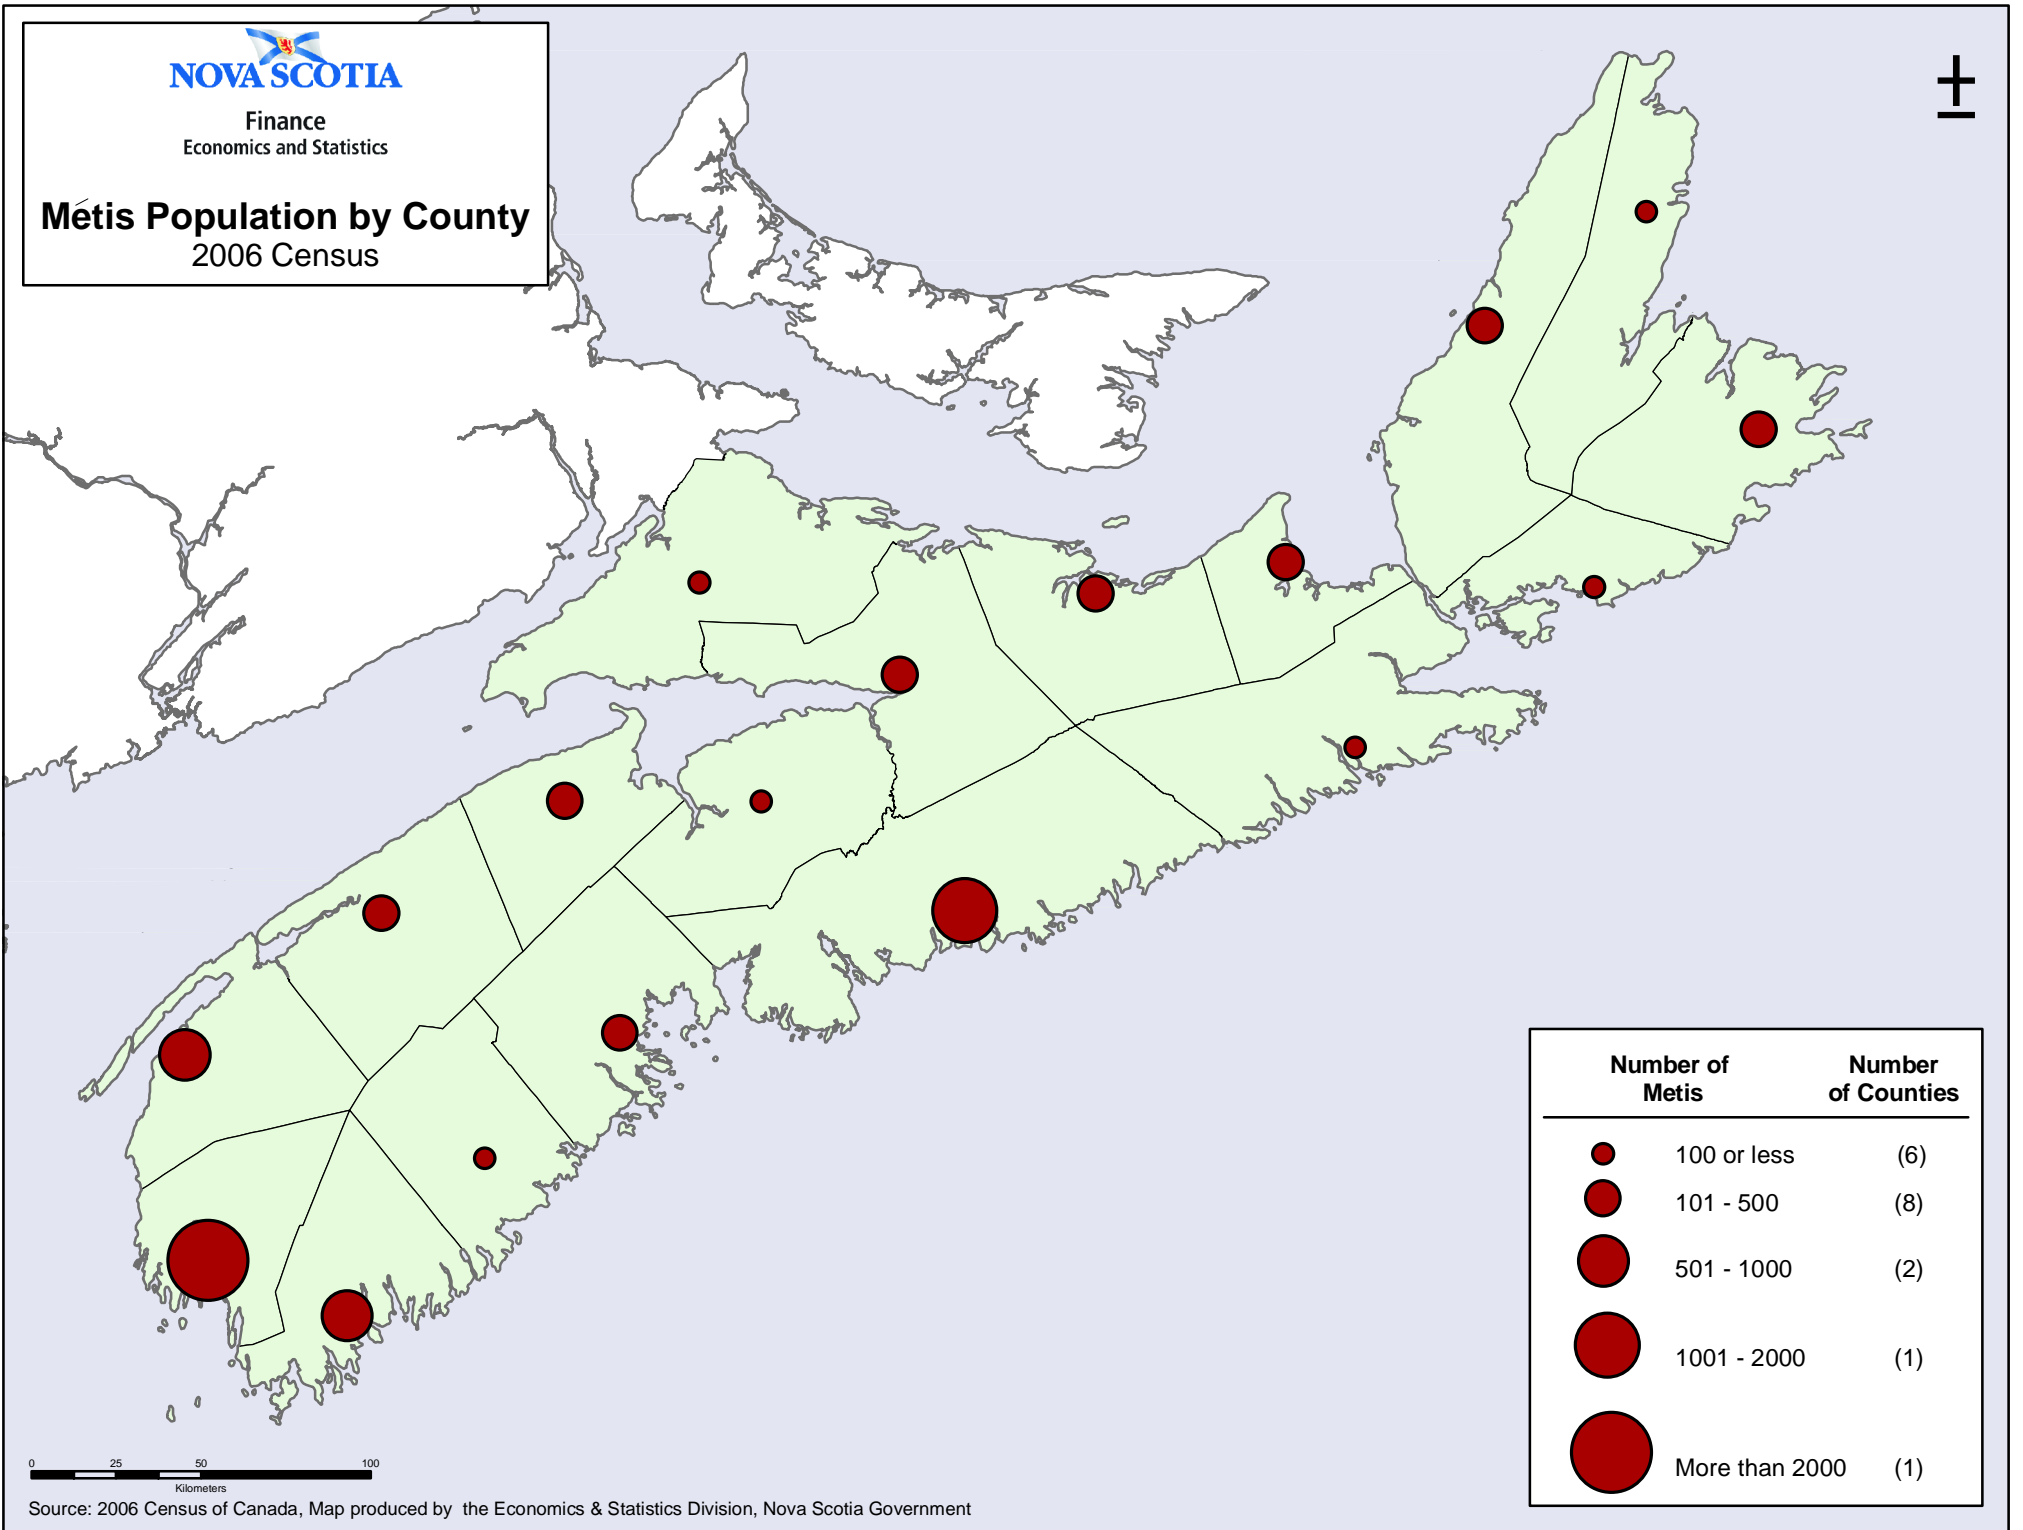 NOVA SCOTIA
Finance
Economics and Statistics
Métis Population by County
2006 Census
Number of Metis
Number of Counties
100 or less (6)
101 - 500 (8)
501 - 1000 (2)
1001 - 2000 (1)
More than 2000 (1)
0 25 50 100
Kilometers
Source: 2006 Census of Canada, Map produced by the Economics & Statistics Division, Nova Scotia Government